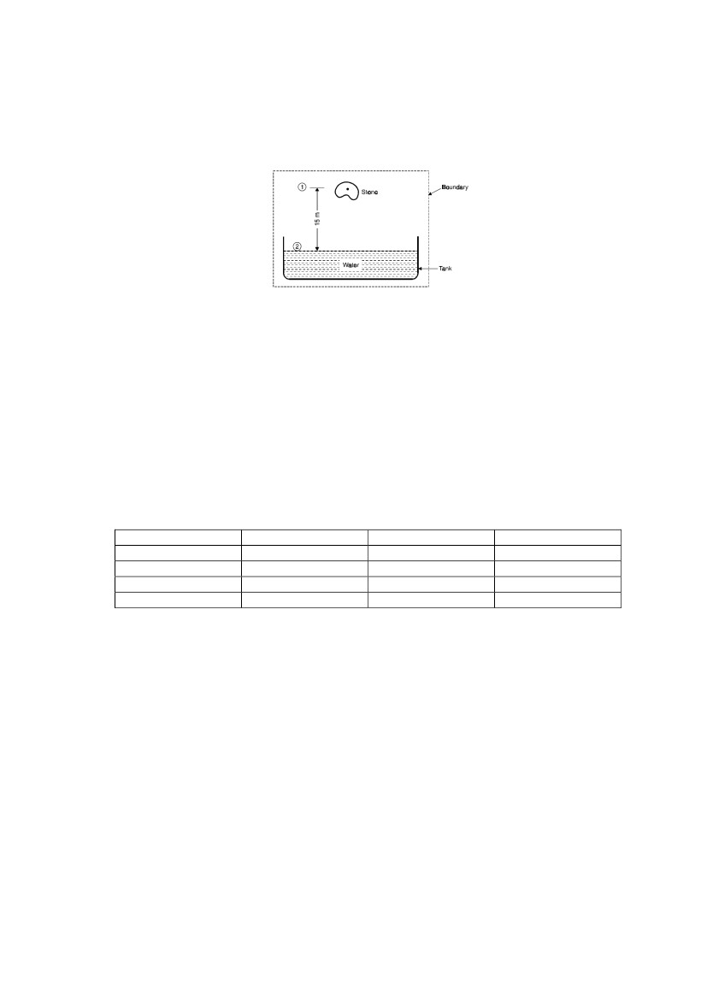 ① Stone
Boundary
15 m
②
Water
Tank